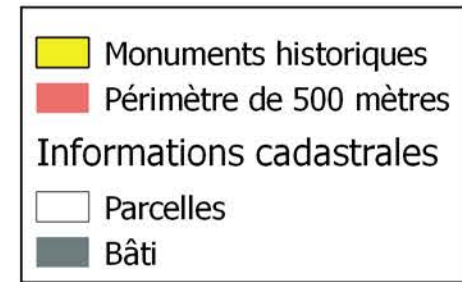 Monuments historiques
Périmètre de 500 mètres
Informations cadastrales
Parcelles
Bâti